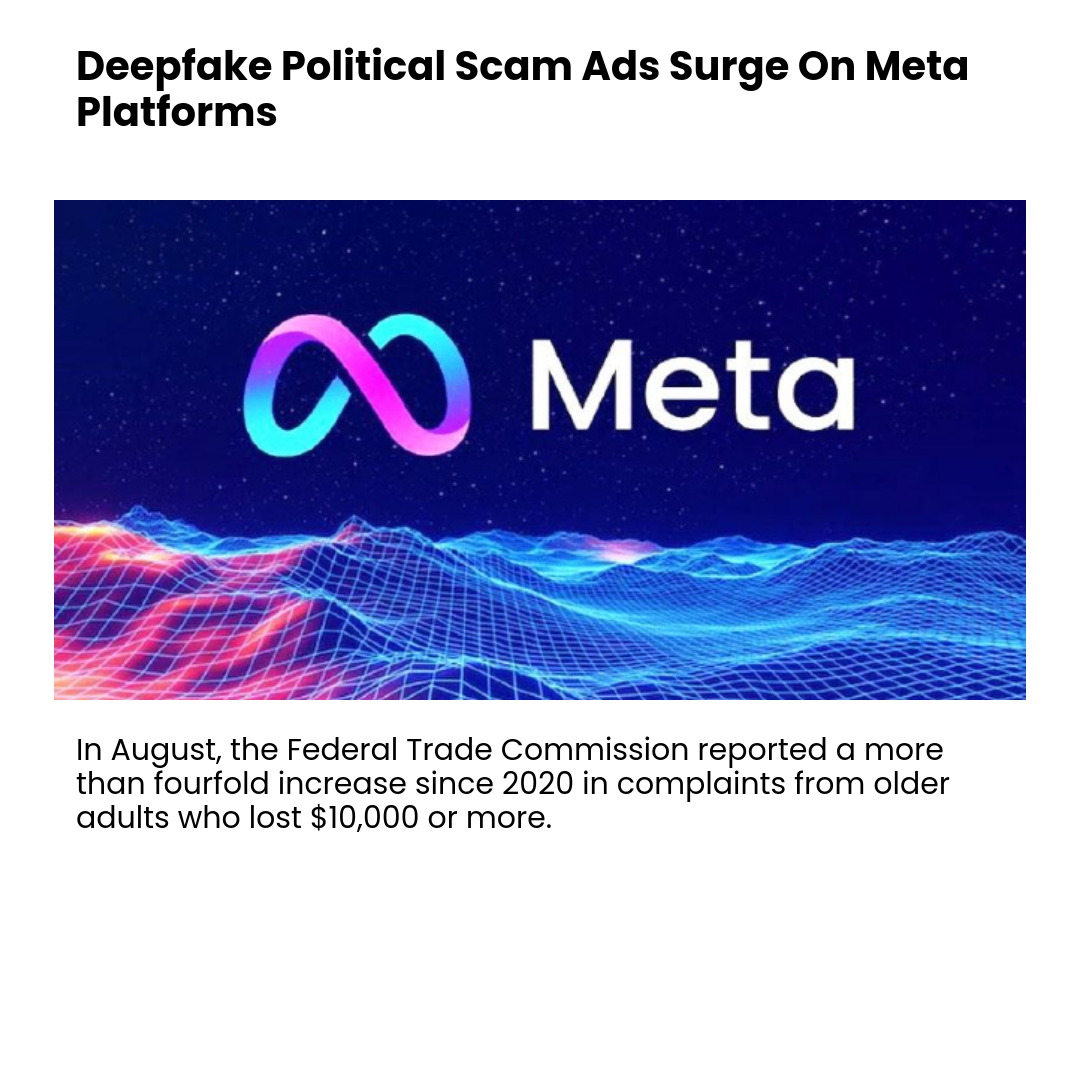 Deepfake Political Scam Ads Surge On Meta
Platforms
Meta
In August, the Federal Trade Commission reported a more
than fourfold increase since 2020 in complaints from older
adults who lost $10,000 or more.